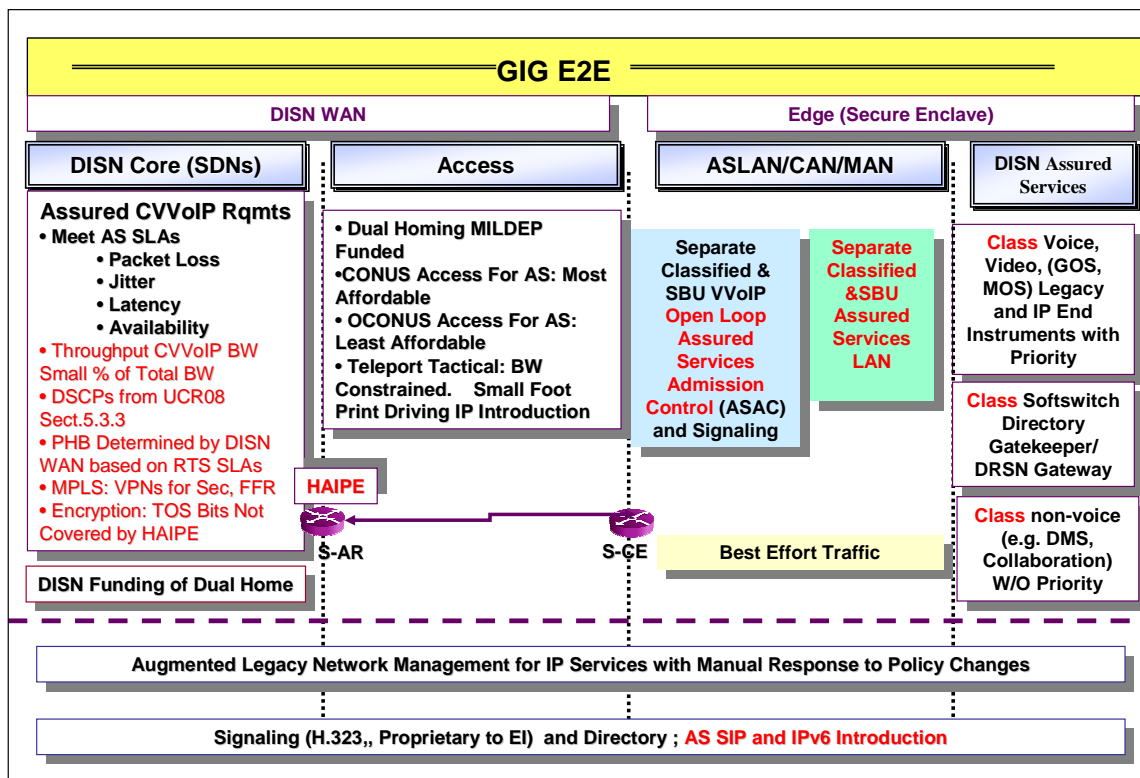 GIG E2E
DISN WAN
Edge (Secure Enclave)
DISN Core (SDNs)
Assured CVVoIP Rqmts
• Meet AS SLAs
• Packet Loss
• Jitter
• Latency
• Availability
• Throughput CVVoIP BW
Small % of Total BW
• DSCPs from UCR08
Sect.5.3.3
• PHB Determined by DISN
WAN based on RTS SLAs
• MPLS: VPNs for Sec, FFR
• Encryption: TOS Bits Not
Covered by HAIPE
DISN Funding of Dual Home
Access
• Dual Homing MILDEP
Funded
•CONUS Access For AS: Most
Affordable
• OCONUS Access For AS:
Least Affordable
• Teleport Tactical: BW
Constrained. Small Foot
Print Driving IP Introduction
HAIPE
S-AR
S-CE
ASLAN/CAN/MAN
Separate
Classified &
SBU VVoIP
Open Loop
Assured
Services
Admission
Control (ASAC)
and Signaling
Separate
Classified
&SBU
Assured
Services
LAN
Best Effort Traffic
DISN Assured
Services
Class Voice,
Video, (GOS,
MOS) Legacy
and IP End
Instruments with
Priority
Class Softswitch
Directory
Gatekeeper/
DRSN Gateway
Class non-voice
(e.g. DMS,
Collaboration)
W/O Priority
Augmented Legacy Network Management for IP Services with Manual Response to Policy Changes
Signaling (H.323,, Proprietary to EI) and Directory ; AS SIP and IPv6 Introduction